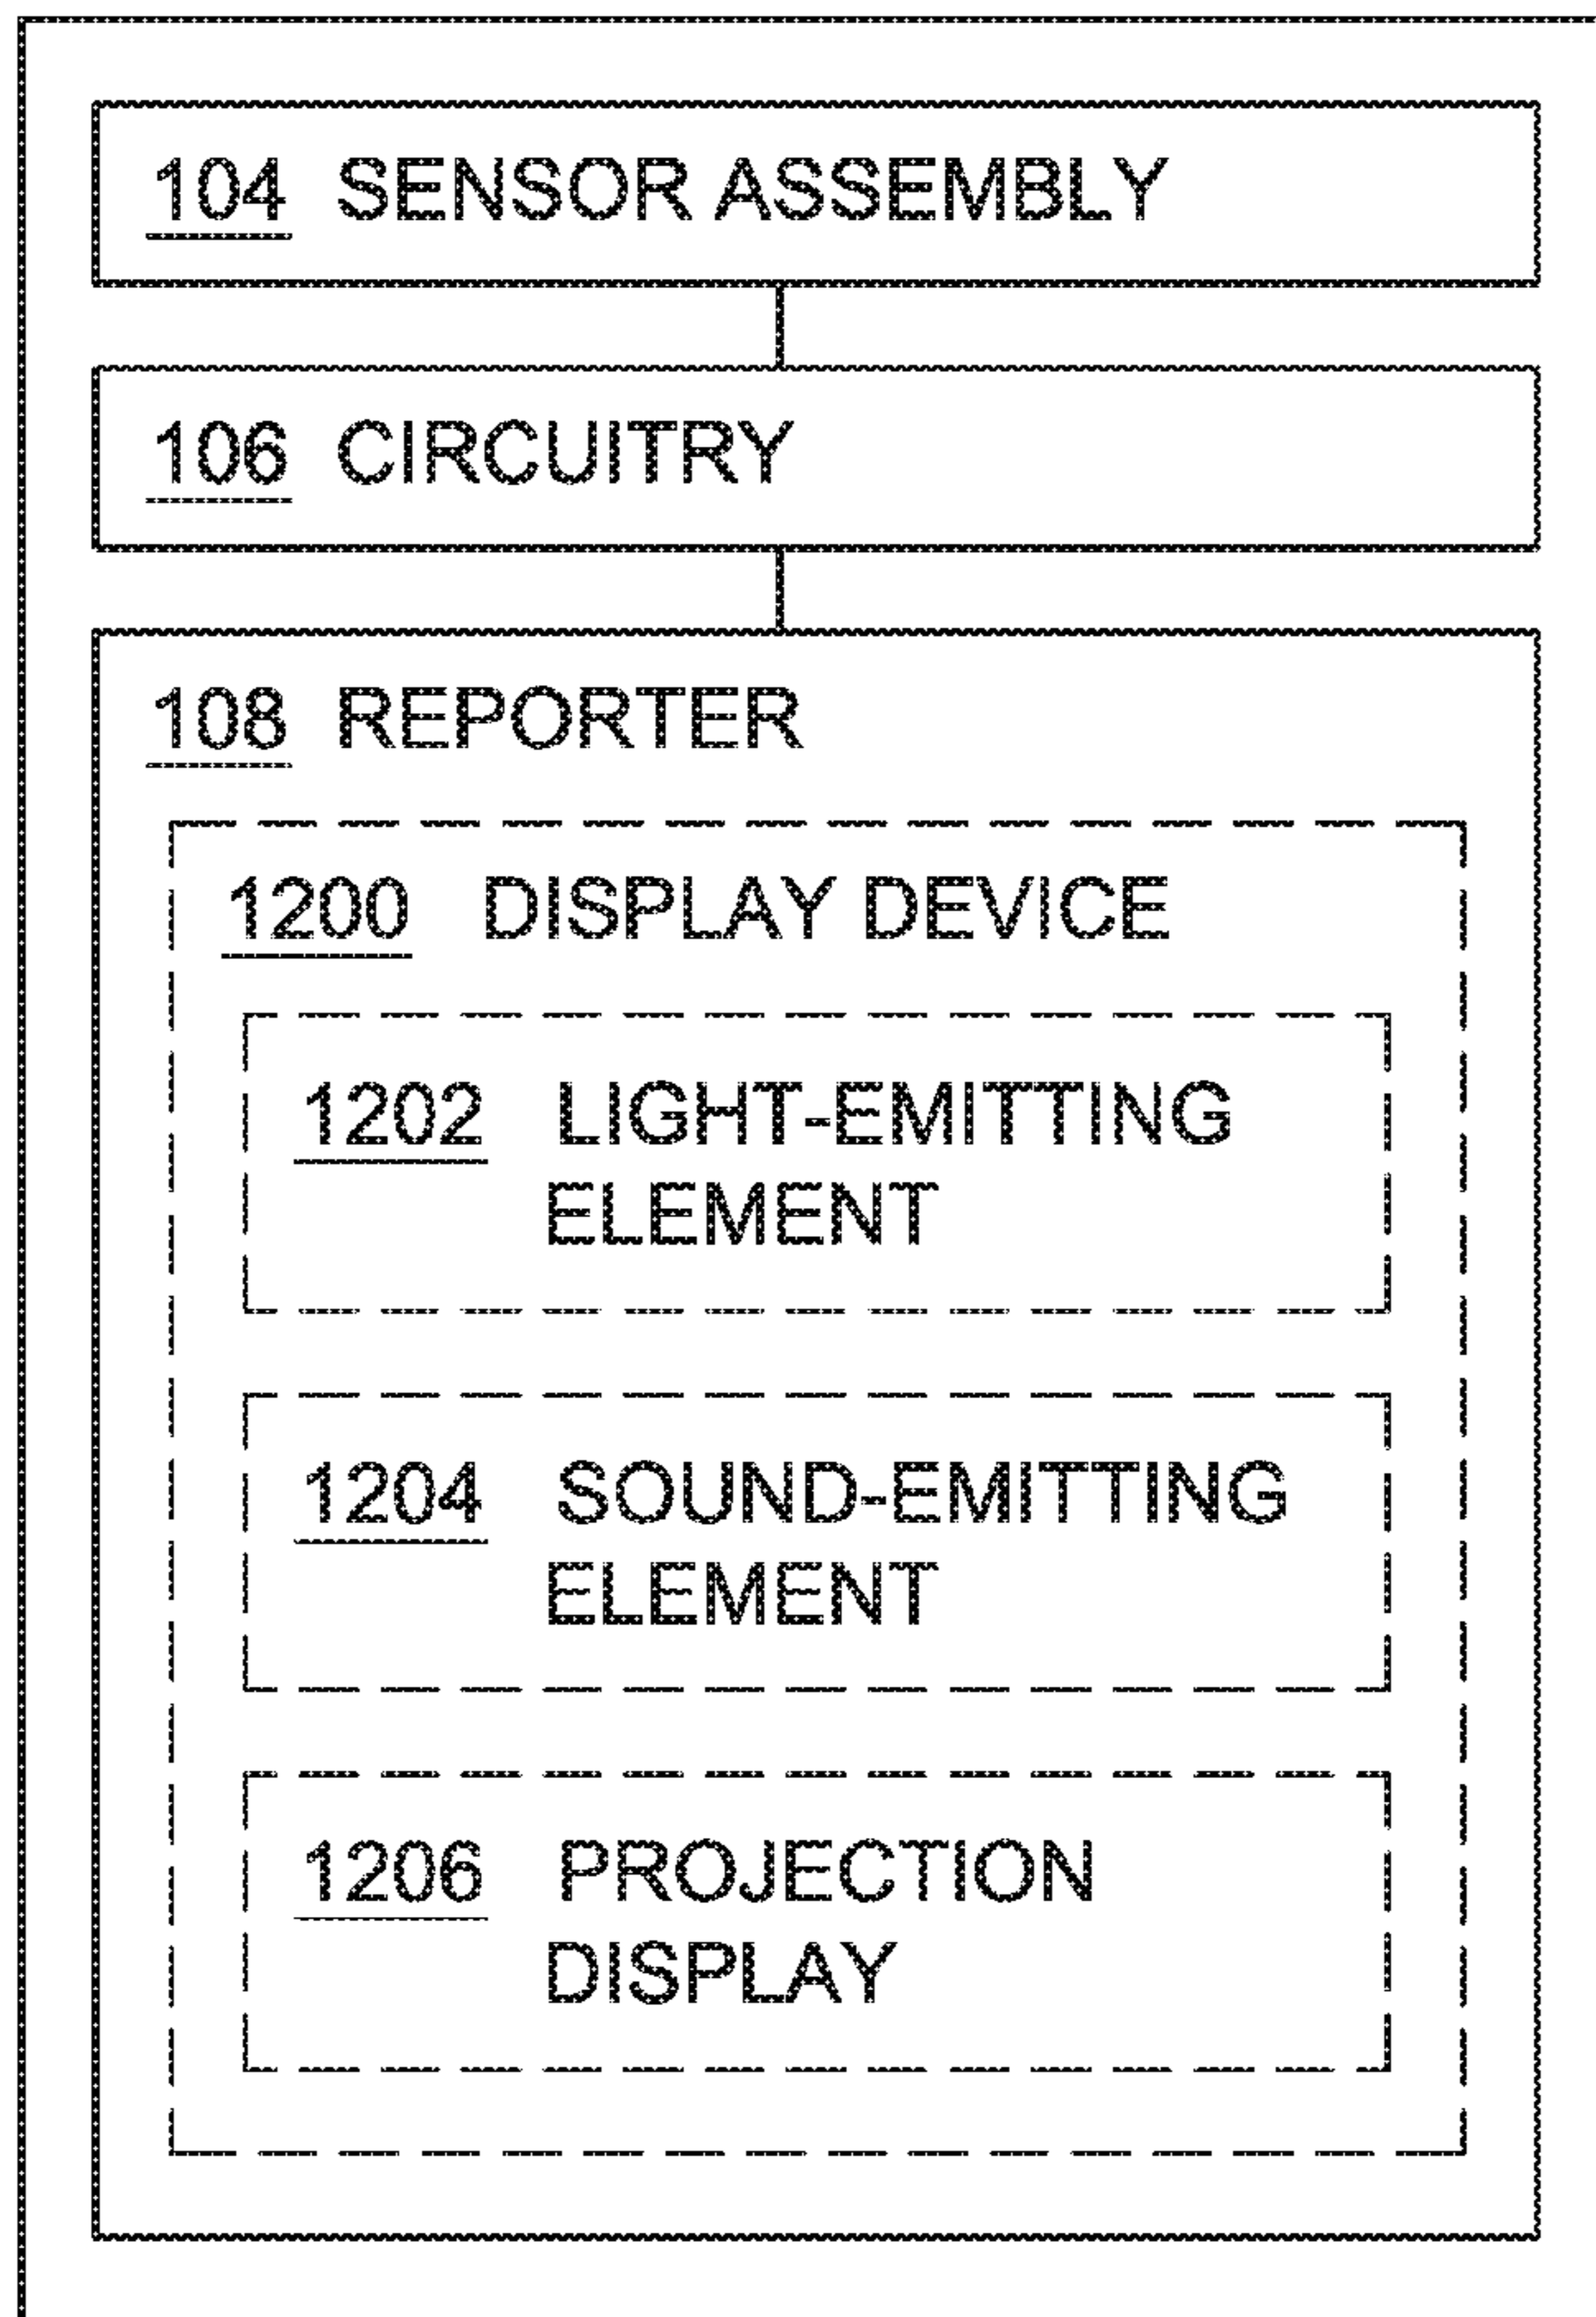 104 SENSOR ASSEMBLY
106 CIRCUITRY
108 REPORTER
1200 DISPLAY DEVICE
1202 LIGHT-EMITTING
ELEMENT
1204 SOUND-EMITTING
ELEMENT
1206 PROJECTION
DISPLAY